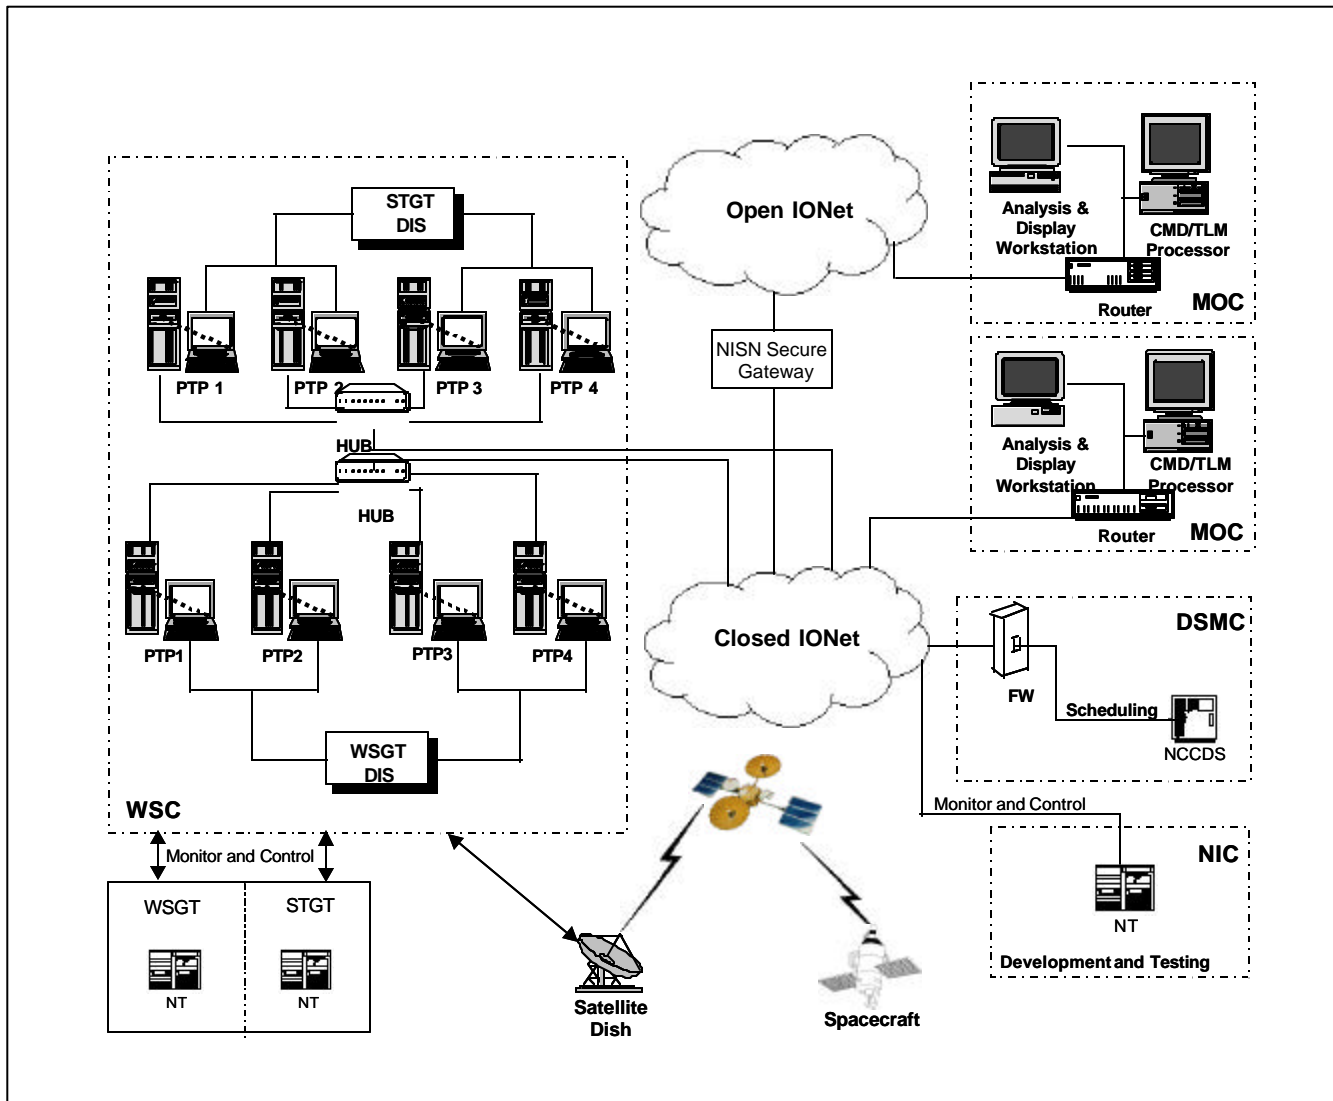 STGT
DIS
PTP 1
PTP 2
PTP 3
PTP 4
HUB
HUB
PTP1
PTP2
PTP3
PTP4
WSGT
DIS
WSC
Monitor and Control
WSGT
STGT
NT
NT
Open IONet
NISN Secure
Gateway
Closed IONet
Satellite
Dish
Spacecraft
Analysis &
Display
Workstation
CMD/TLM
Processor
Router
MOC
Analysis &
Display
Workstation
CMD/TLM
Processor
Router
MOC
DSMC
FW
Scheduling
NCCDS
Monitor and Control
NIC
NT
Development and Testing